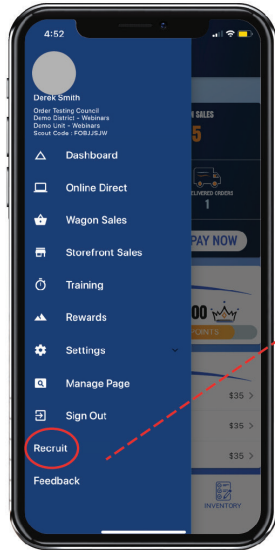 4:52
Derek Smith
Order Testing Council
Demo District - Webinars
Demo Unit - Webinars
Scout Code : FOBJJSJW
Dashboard
Online Direct
Wagon Sales
Storefront Sales
Training
Rewards
Settings
Manage Page
Sign Out
Recruit
Feedback
SALES
5
DELIVERED ORDERS
1
PAY NOW
00
POINTS
$35 >
$35 >
$35 >
INVENTORY